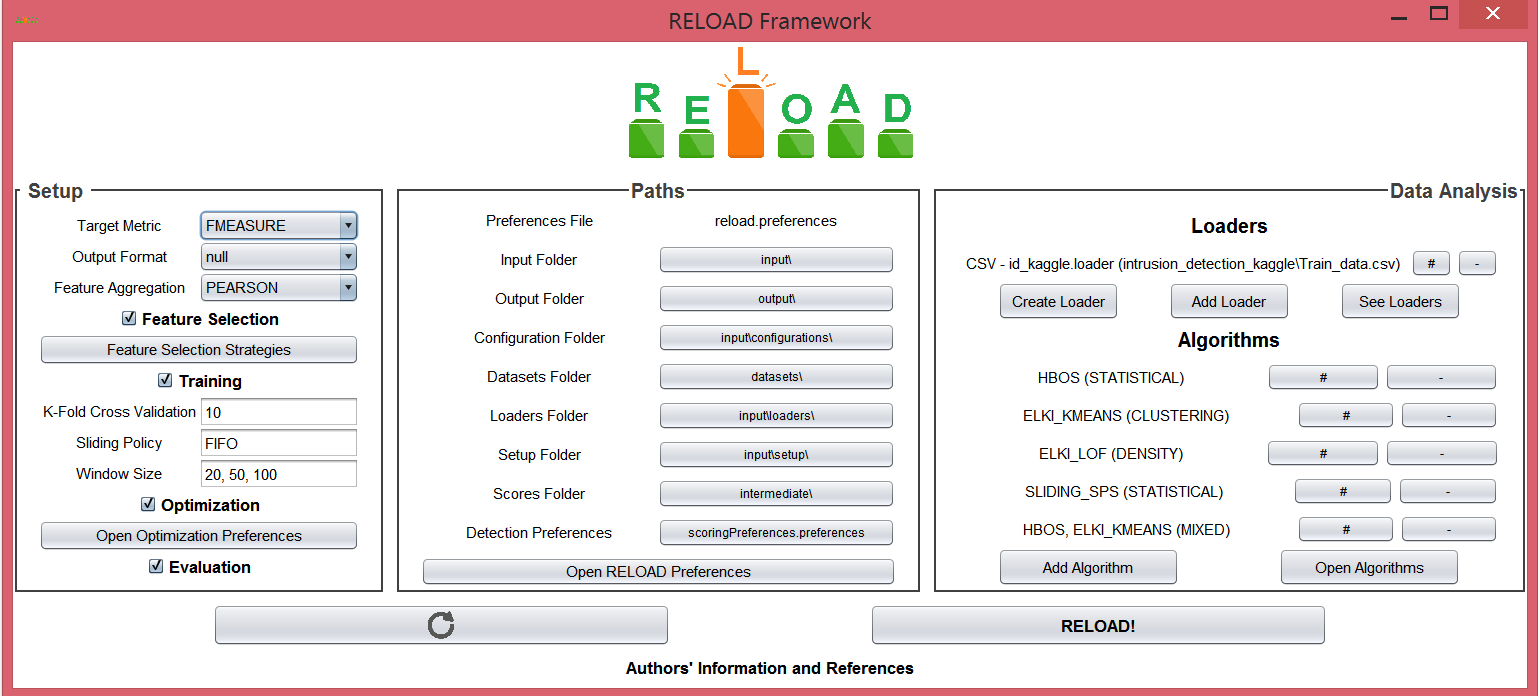 RELOAD Framework
RELOAD
Setup
Target Metric FMEASURE
Output Format null
Feature Aggregation PEARSON
Feature Selection
Feature Selection Strategies
Training
K-Fold Cross Validation 10
Sliding Policy FIFO
Window Size 20, 50, 100
Optimization
Open Optimization Preferences
Evaluation
Paths
Preferences File reload.preferences
Input Folder input\
Output Folder output\
Configuration Folder input\configurations\
Datasets Folder datasets\
Loaders Folder input\loaders\
Setup Folder input\setup\
Scores Folder intermediate\
Detection Preferences scoringPreferences.preferences
Open RELOAD Preferences
Data Analysis
Loaders
CSV - id_kaggle.loader (intrusion_detection_kaggle\Train_data.csv) # -
Create Loader Add Loader See Loaders
Algorithms
HBOS (STATISTICAL) # -
ELKI_KMEANS (CLUSTERING) # -
ELKI_LOF (DENSITY) # -
SLIDING_SPS (STATISTICAL) # -
HBOS, ELKI_KMEANS (MIXED) # -
Add Algorithm Open Algorithms
RELOAD!
Authors' Information and References